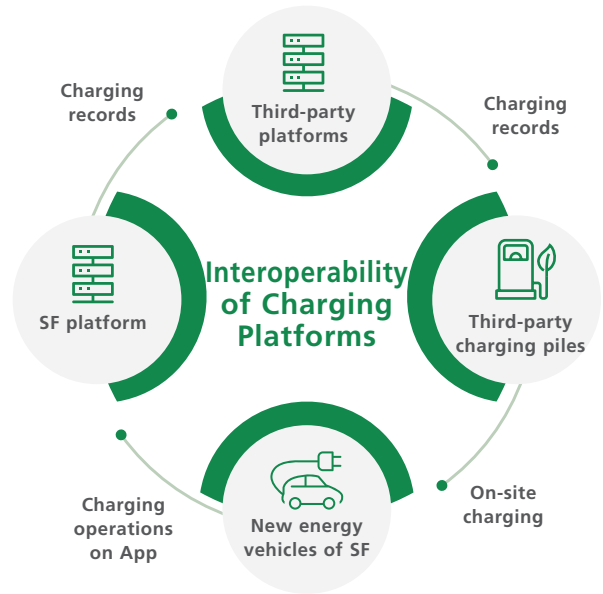 Third-party
platforms
Charging
records
Charging
records
SF platform
Interoperability
of Charging
Platforms
Third-party
charging piles
Charging
operations
on App
New energy
vehicles of SF
On-site
charging